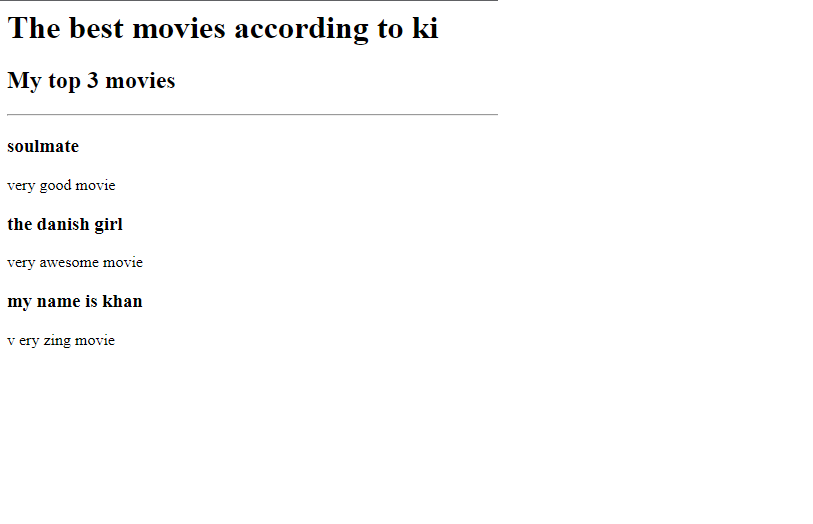 The best movies according to ki
My top 3 movies
soulmate
very good movie
the danish girl
very awesome movie
my name is khan
v ery zing movie